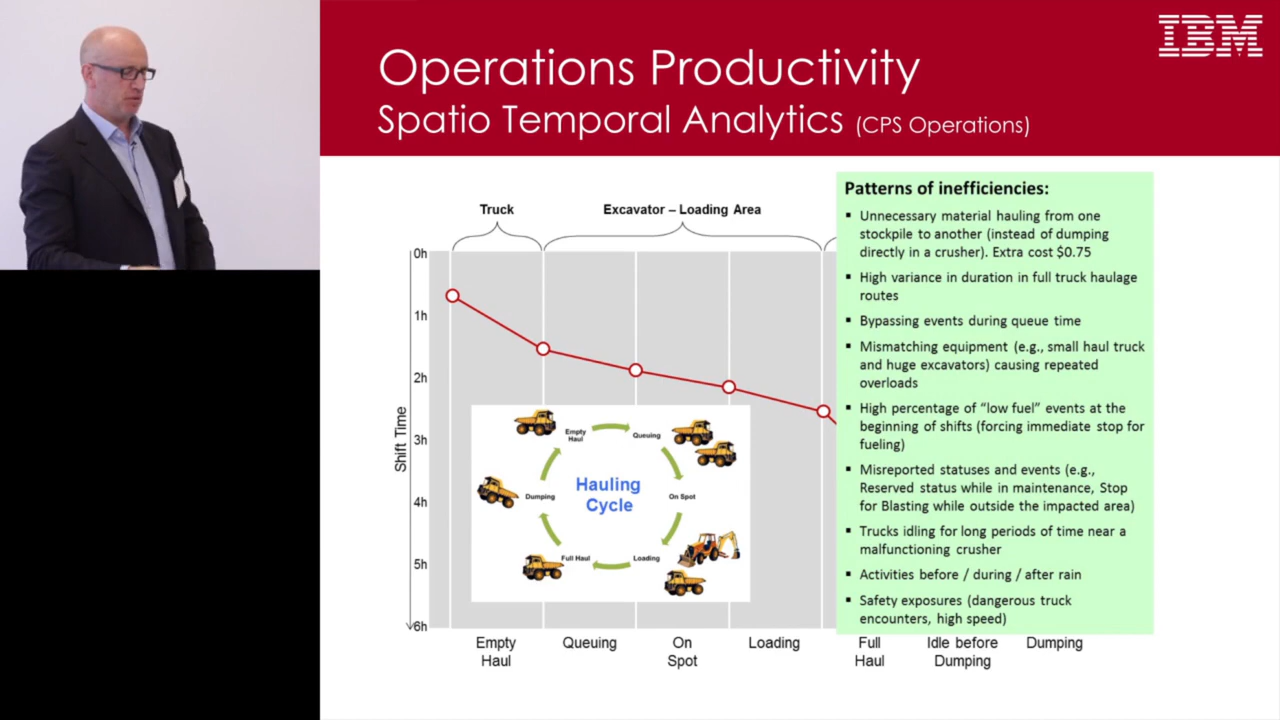 IBM
Operations Productivity
Spatio Temporal Analytics (CPS Operations)
Truck
Excavator – Loading Area
0h
1h
2h
3h
4h
5h
6h
Shift Time
Empty
Haul
Queuing
On Spot
Loading
Full Haul
Dumping
Hauling
Cycle
Empty
Haul
Queuing
On
Spot
Loading
Full
Haul
Idle before
Dumping
Dumping
Patterns of inefficiencies:
▪ Unnecessary material hauling from one
stockpile to another (instead of dumping
directly in a crusher). Extra cost $0.75
▪ High variance in duration in full truck haulage
routes
▪ Bypassing events during queue time
▪ Mismatching equipment (e.g., small haul truck
and huge excavators) causing repeated
overloads
▪ High percentage of “low fuel” events at the
beginning of shifts (forcing immediate stop for
fueling)
▪ Misreported statuses and events (e.g.,
Reserved status while in maintenance, Stop
for Blasting while outside the impacted area)
▪ Trucks idling for long periods of time near a
malfunctioning crusher
▪ Activities before / during / after rain
▪ Safety exposures (dangerous truck
encounters, high speed)